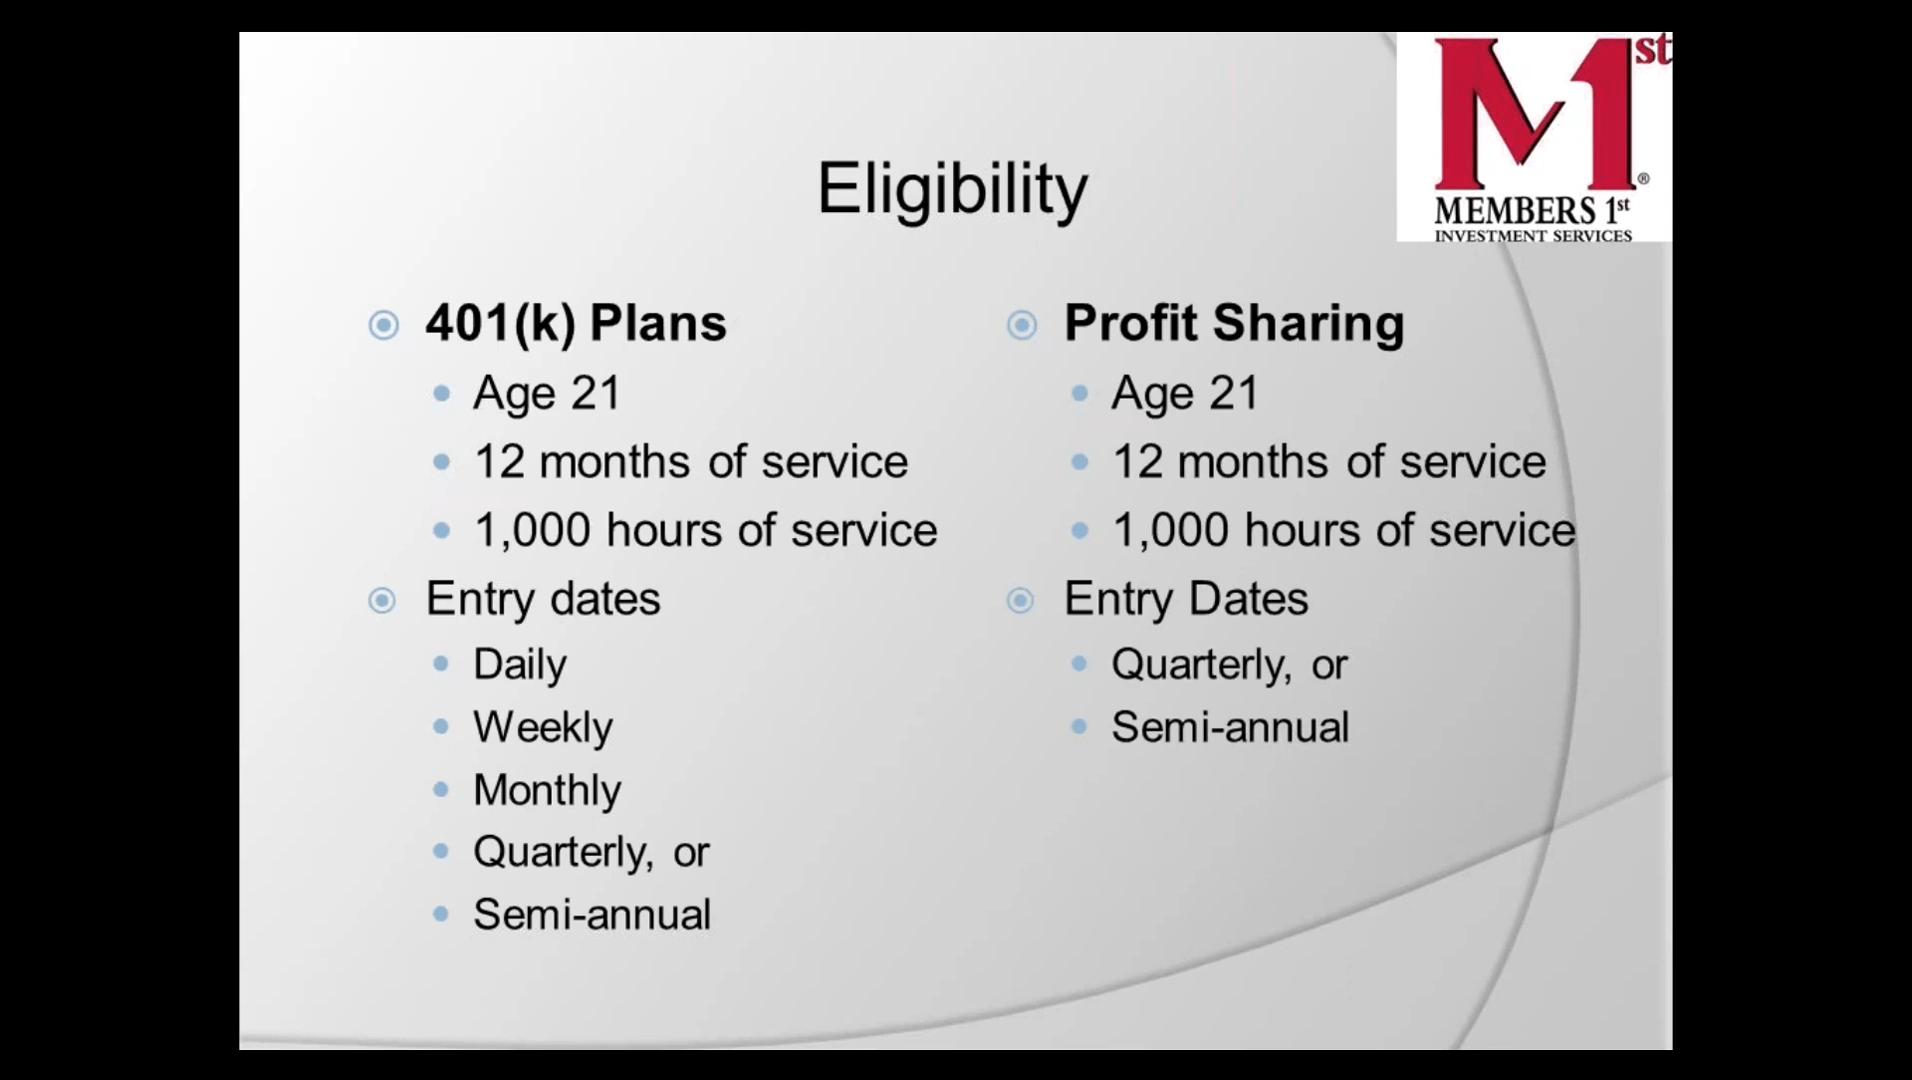 M1st®
MEMBERS 1st
INVESTMENT SERVICES
Eligibility
401(k) Plans
Age 21
12 months of service
1,000 hours of service
Entry dates
Daily
Weekly
Monthly
Quarterly, or
Semi-annual
Profit Sharing
Age 21
12 months of service
1,000 hours of service
Entry Dates
Quarterly, or
Semi-annual